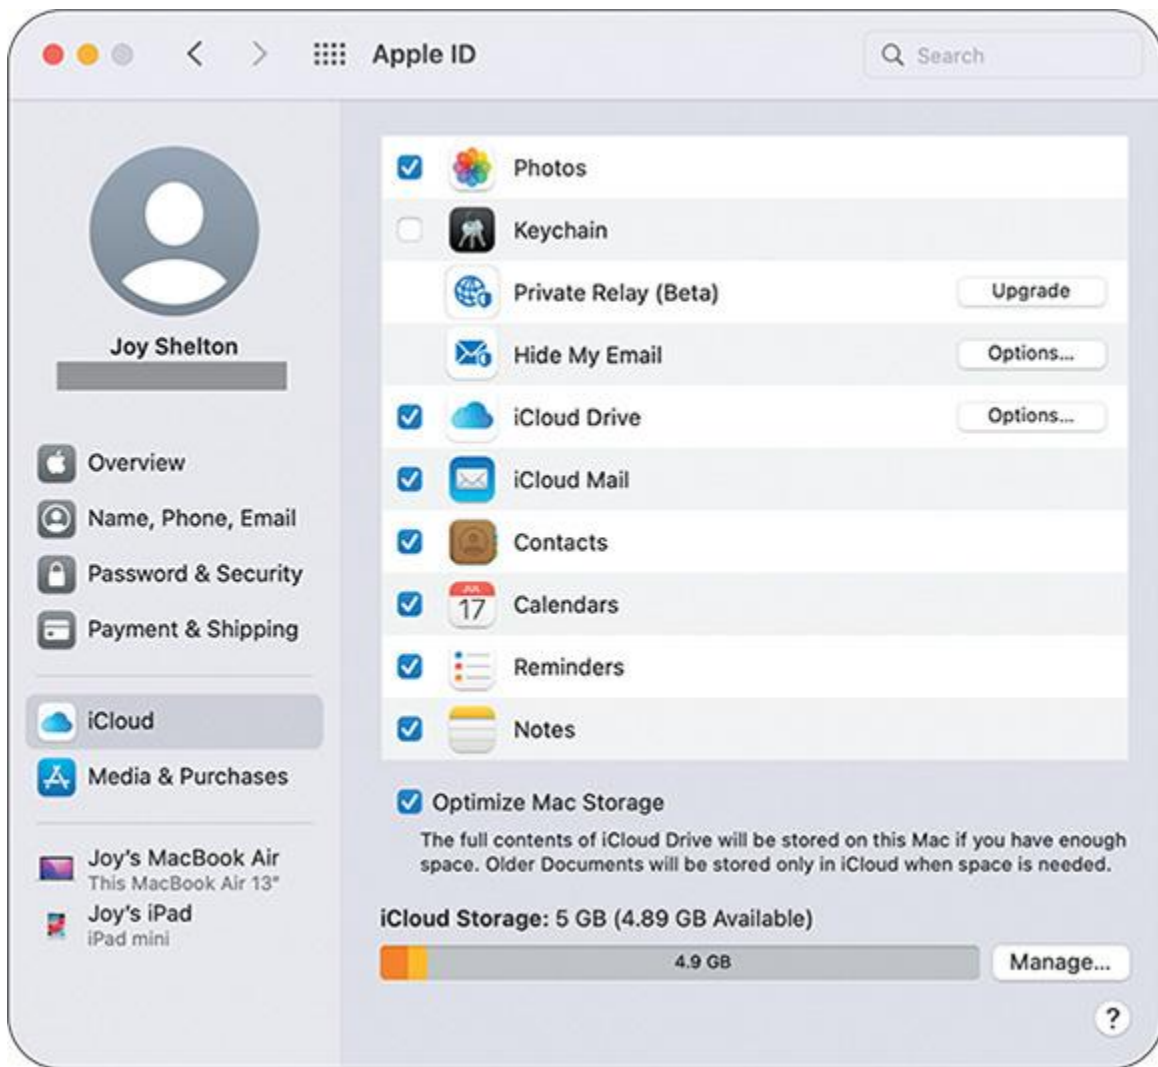 Apple ID
Search
Joy Shelton
Overview
Name, Phone, Email
Password & Security
Payment & Shipping
iCloud
Media & Purchases
Joy's MacBook Air
This MacBook Air 13"
Joy's iPad
iPad mini
Photos
Keychain
Private Relay (Beta) Upgrade
Hide My Email Options...
iCloud Drive Options...
iCloud Mail
Contacts
JUL
17 Calendars
Reminders
Notes
Optimize Mac Storage
The full contents of iCloud Drive will be stored on this Mac if you have enough
space. Older Documents will be stored only in iCloud when space is needed.
iCloud Storage: 5 GB (4.89 GB Available)
4.9 GB Manage...
?